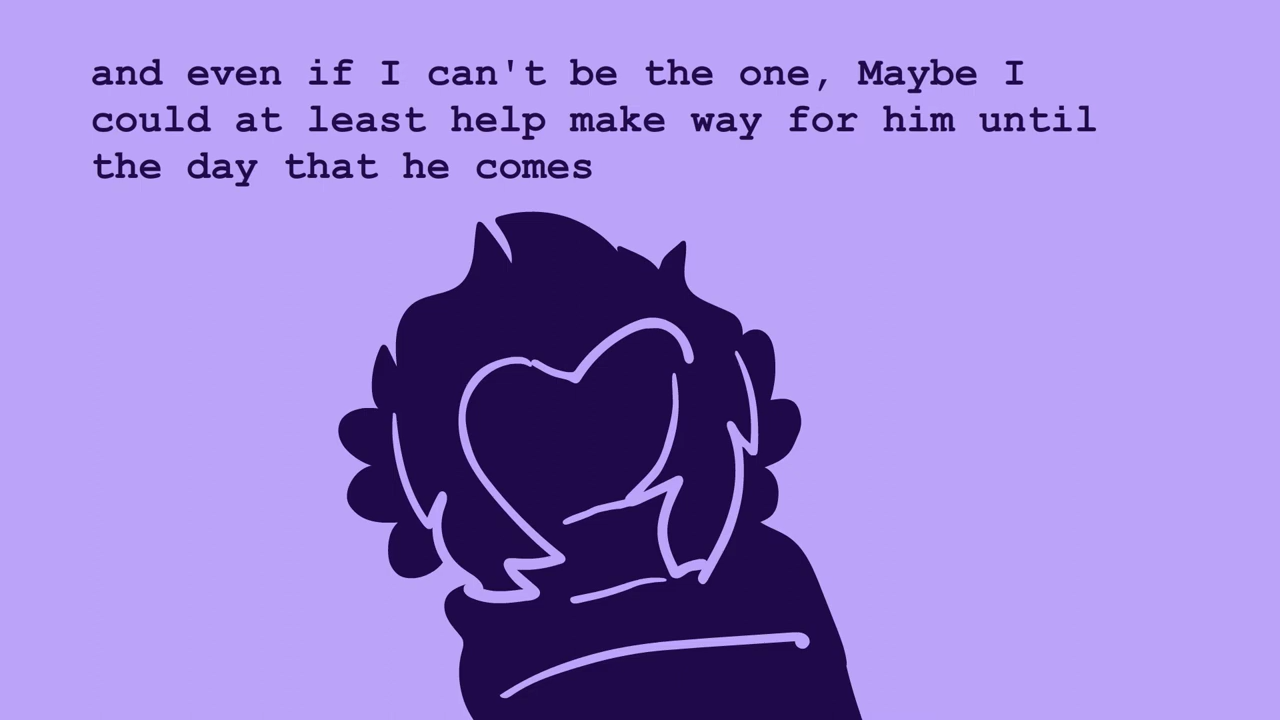 and even if I can't be the one, Maybe I
could at least help make way for him until
the day that he comes